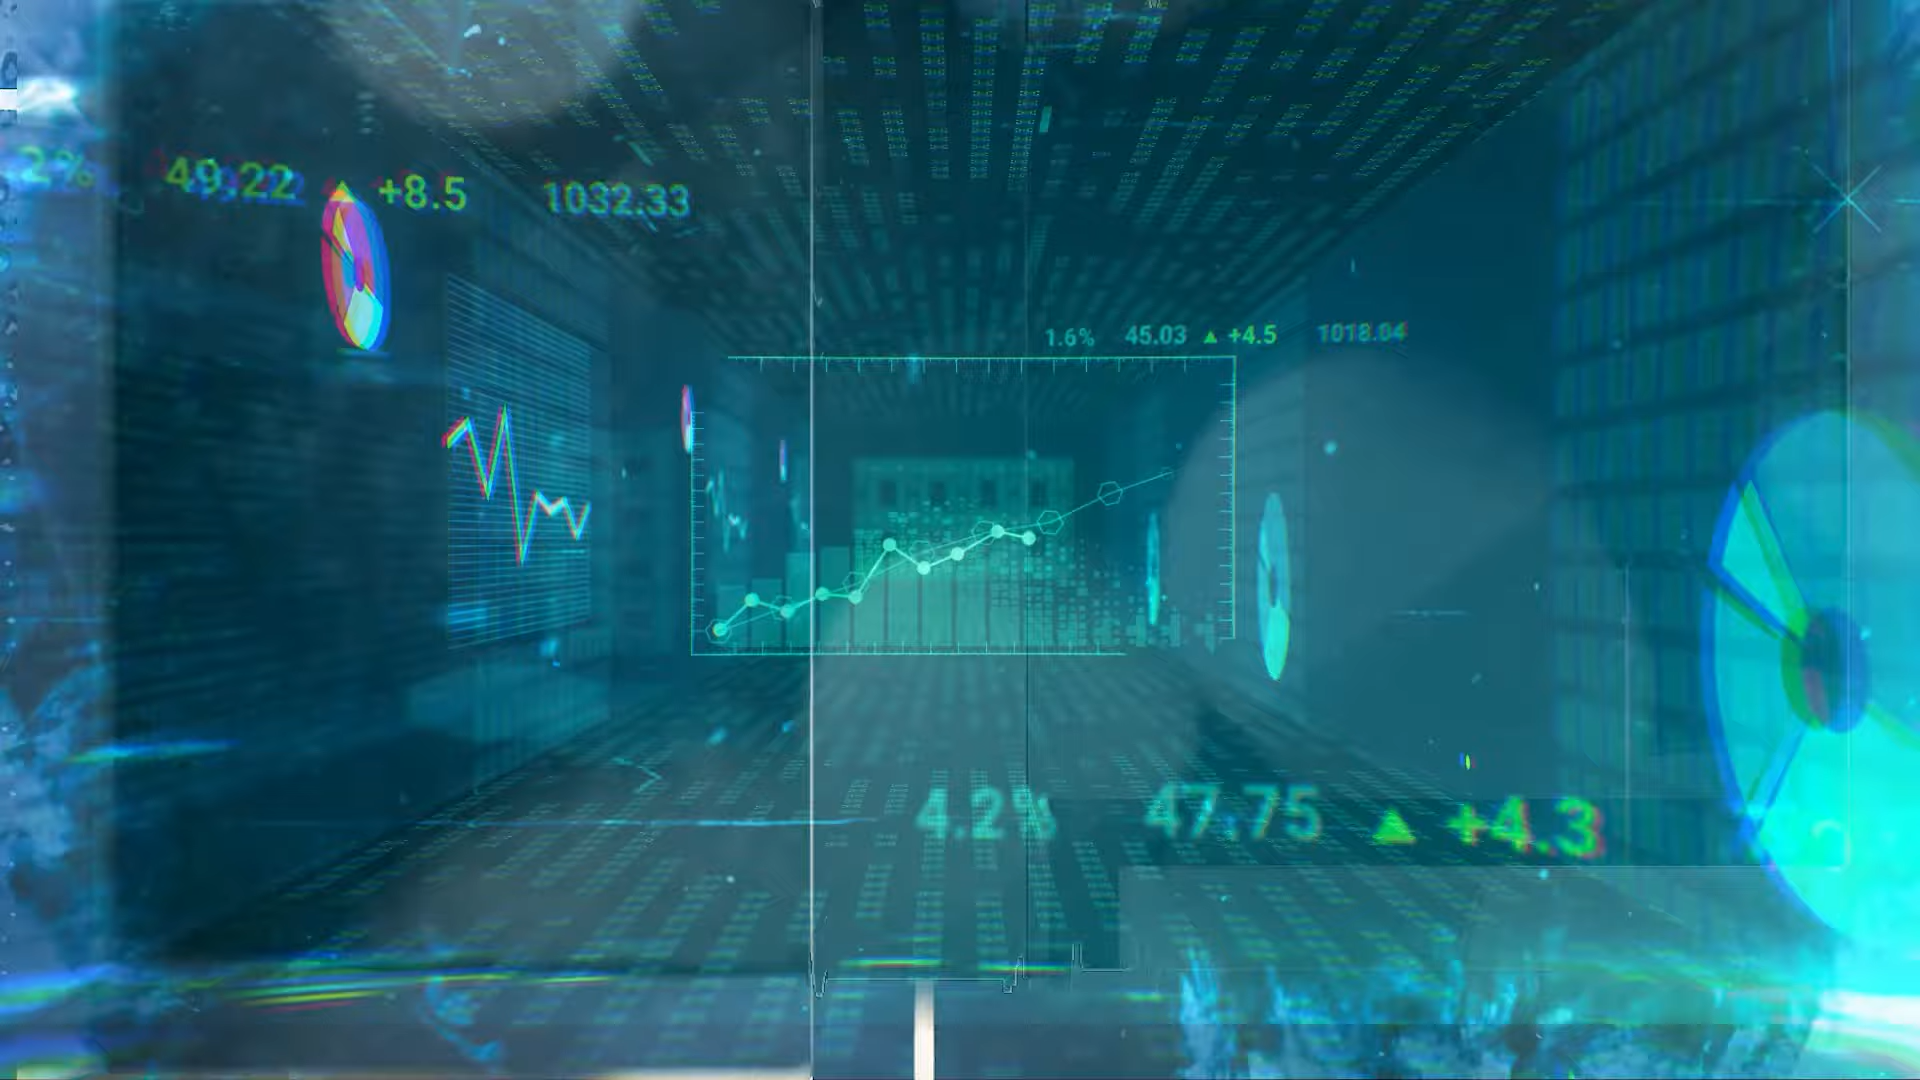 2% 49.22 ▲ +8.5 1032.33
1.6% 45.03 ▲ +4.5 1018.04
4.2% 47.75 ▲ +4.3